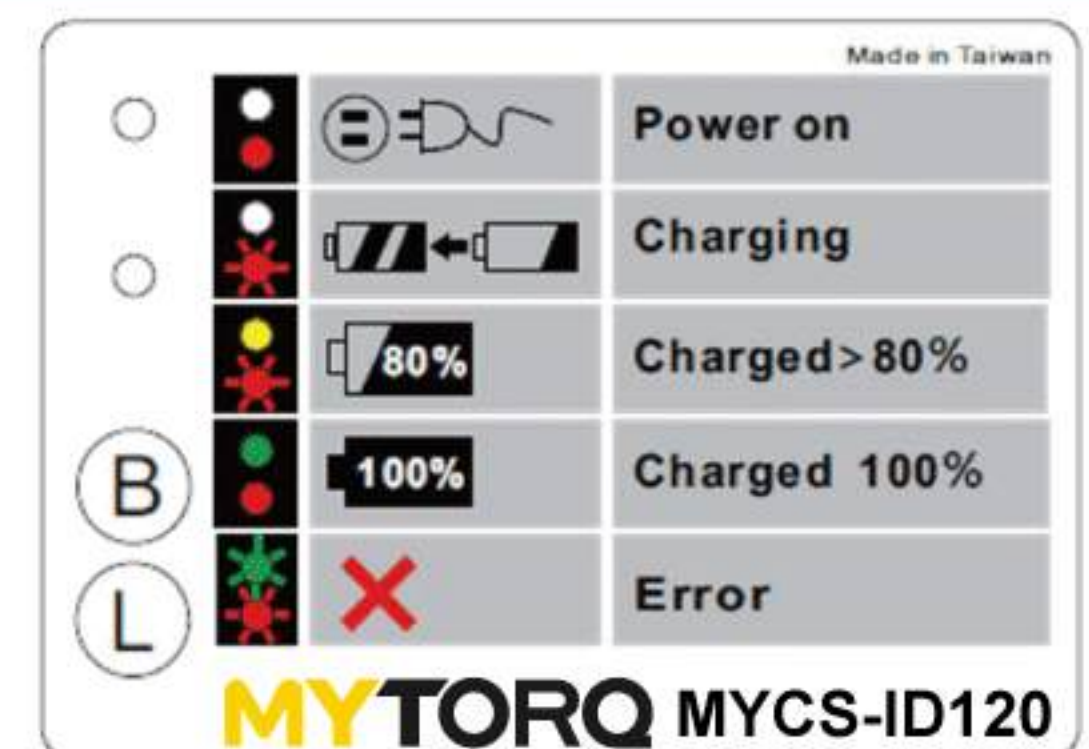 Made in Taiwan
Power on
Charging
80%
Charged>80%
100%
Charged 100%
B
L
Error
MYTORQ MYCS-ID120